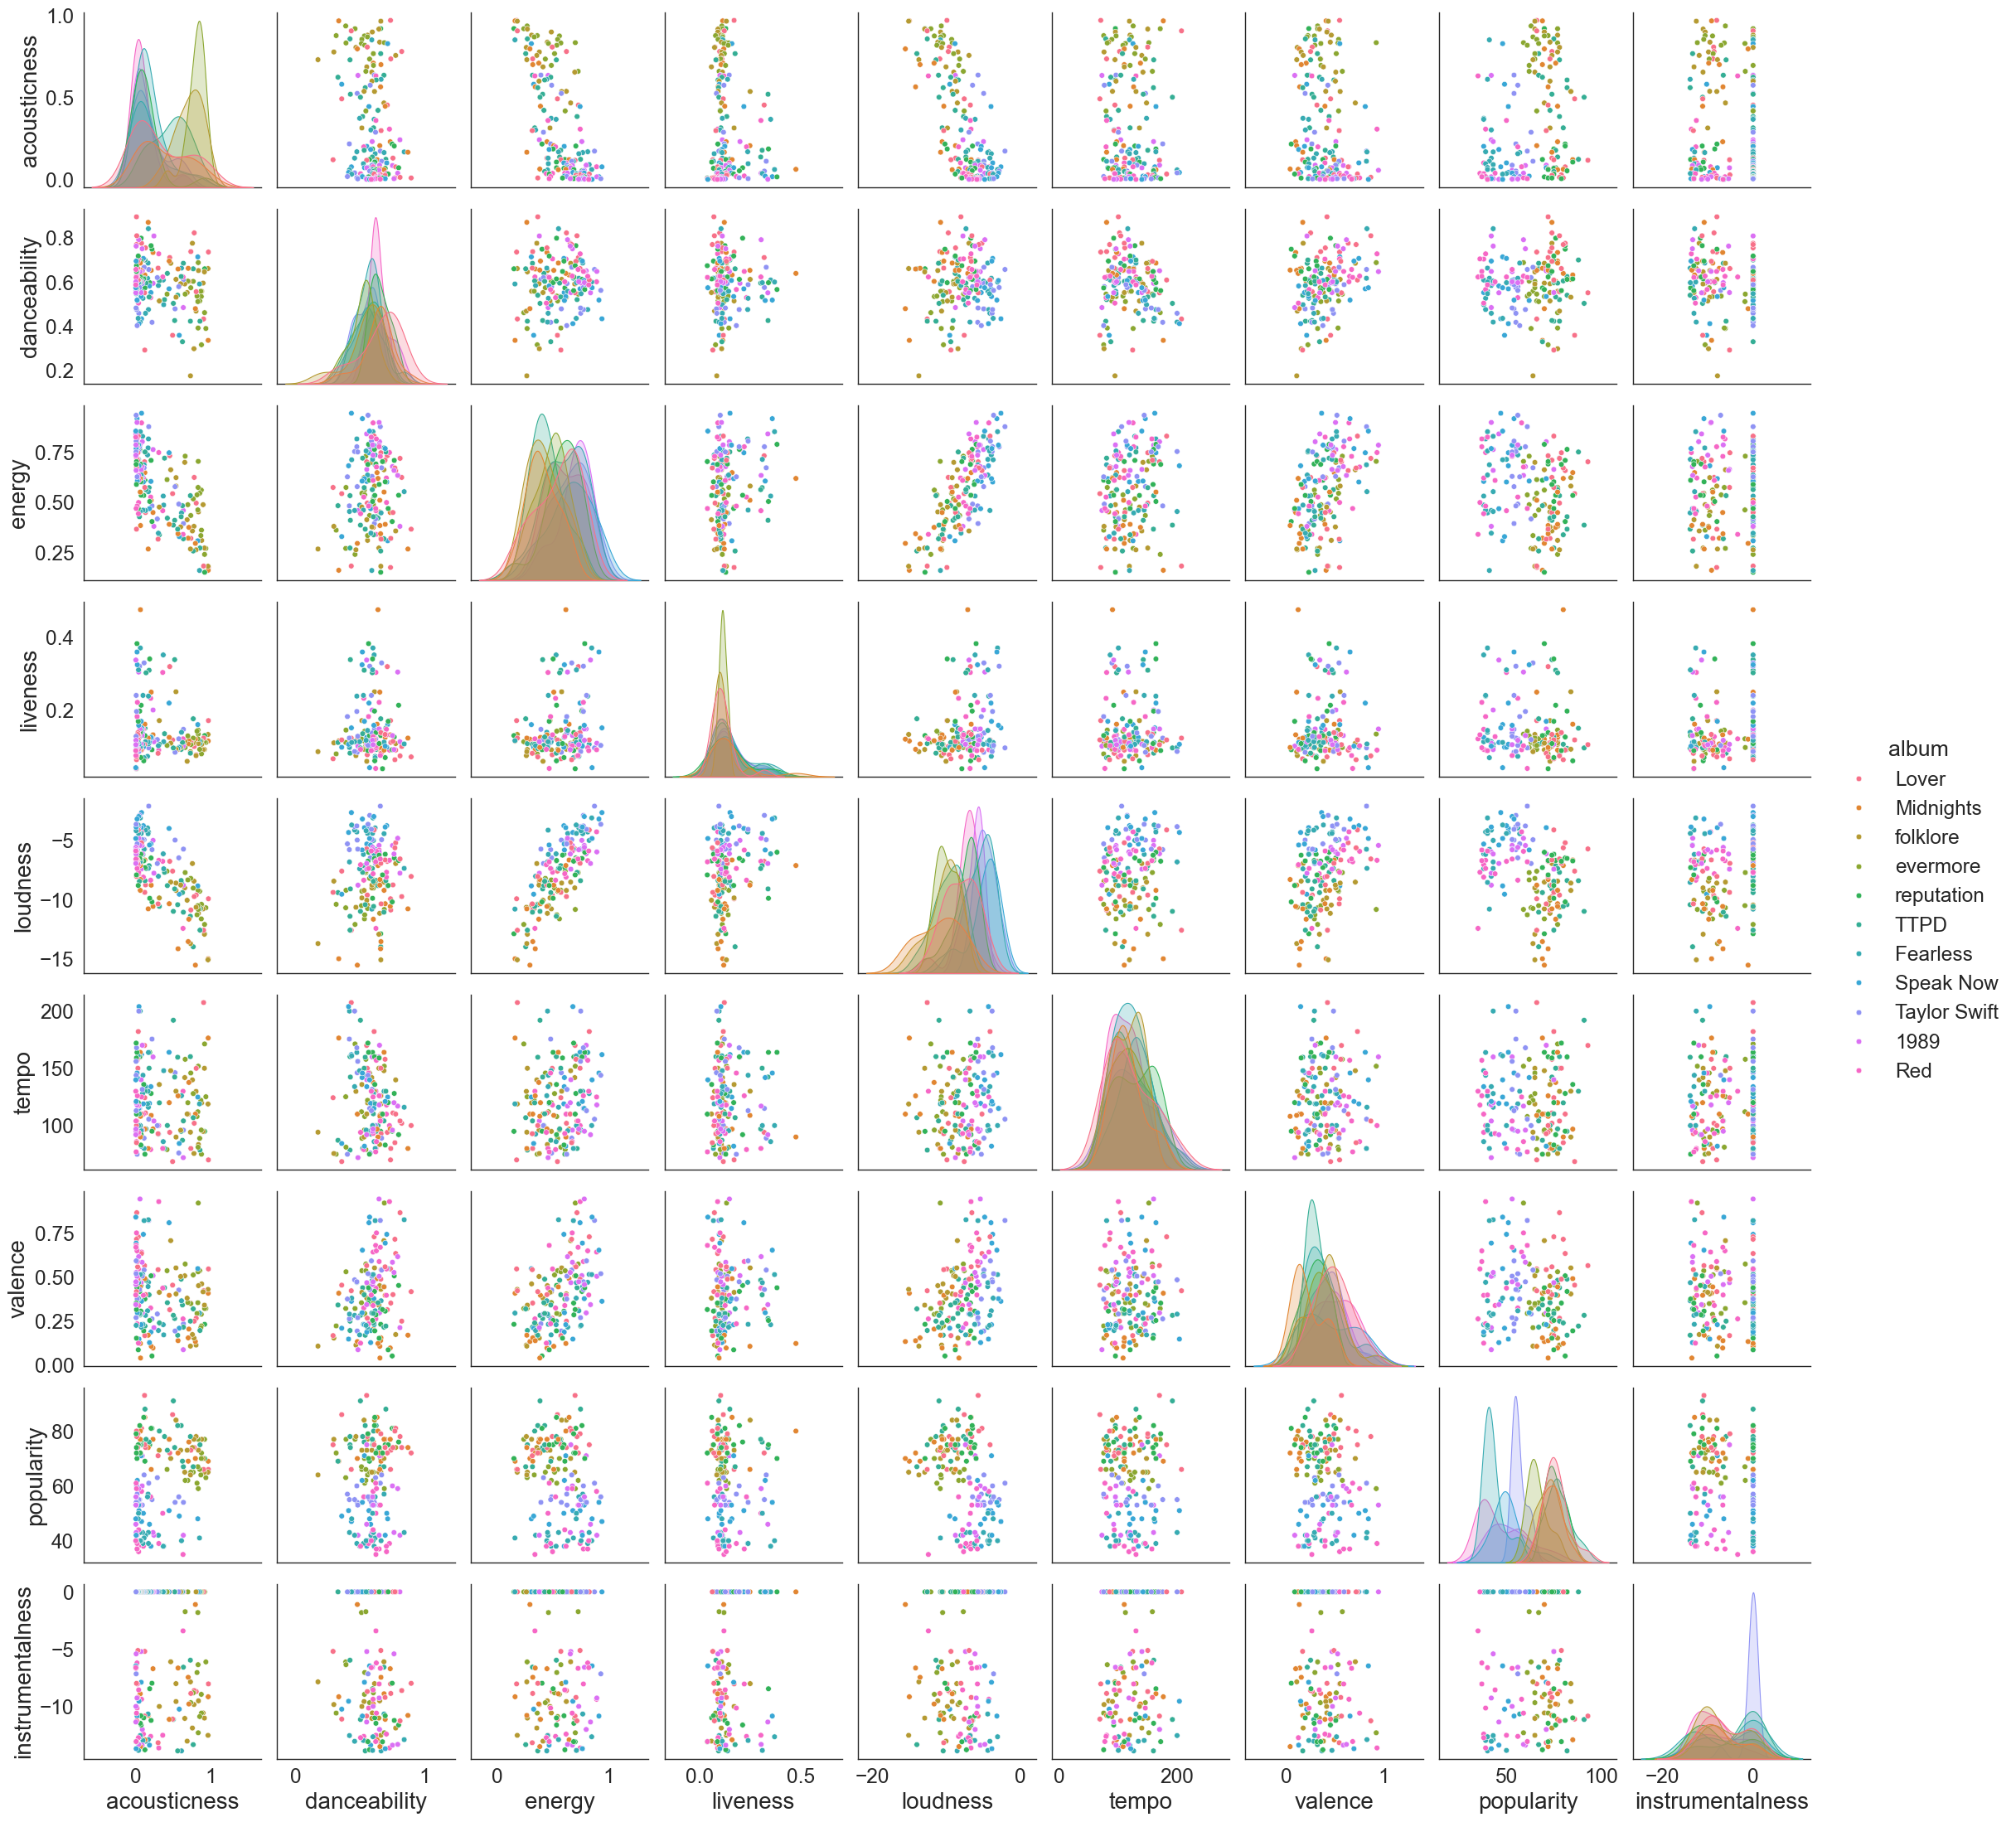 1.0
0.5
0.0
acousticness
0.8
0.6
0.4
0.2
danceability
0.75
0.50
0.25
energy
0.4
0.2
liveness
−5
−10
−15
loudness
200
150
100
tempo
0.75
0.50
0.25
0.00
valence
80
60
40
popularity
0
−5
−10
instrumentalness
0 1
acousticness
0 1
danceability
0 1
energy
0.0 0.5
liveness
−20 0
loudness
0 200
tempo
0 1
valence
50 100
popularity
−20 0
instrumentalness
album
Lover
Midnights
folklore
evermore
reputation
TTPD
Fearless
Speak Now
Taylor Swift
1989
Red